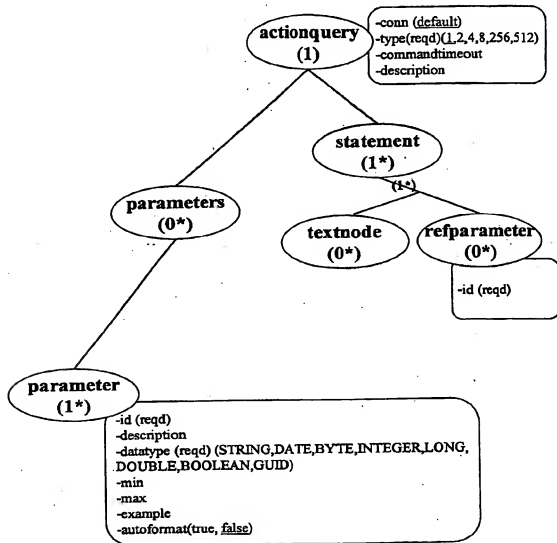 actionquery
(1)
-conn (default)
-type(reqd)(1,2,4,8,256,512)
-commandtimeout
-description
statement
(1*)
(1*)
parameters
(0*)
textnode
(0*)
refparameter
(0*)
-id (reqd)
parameter
(1*)
-id (reqd)
-description
-datatype (reqd) (STRING,DATE,BYTE,INTEGER,LONG,
DOUBLE,BOOLEAN,GUID)
-min
-max
-example
-autoformat(true, false)